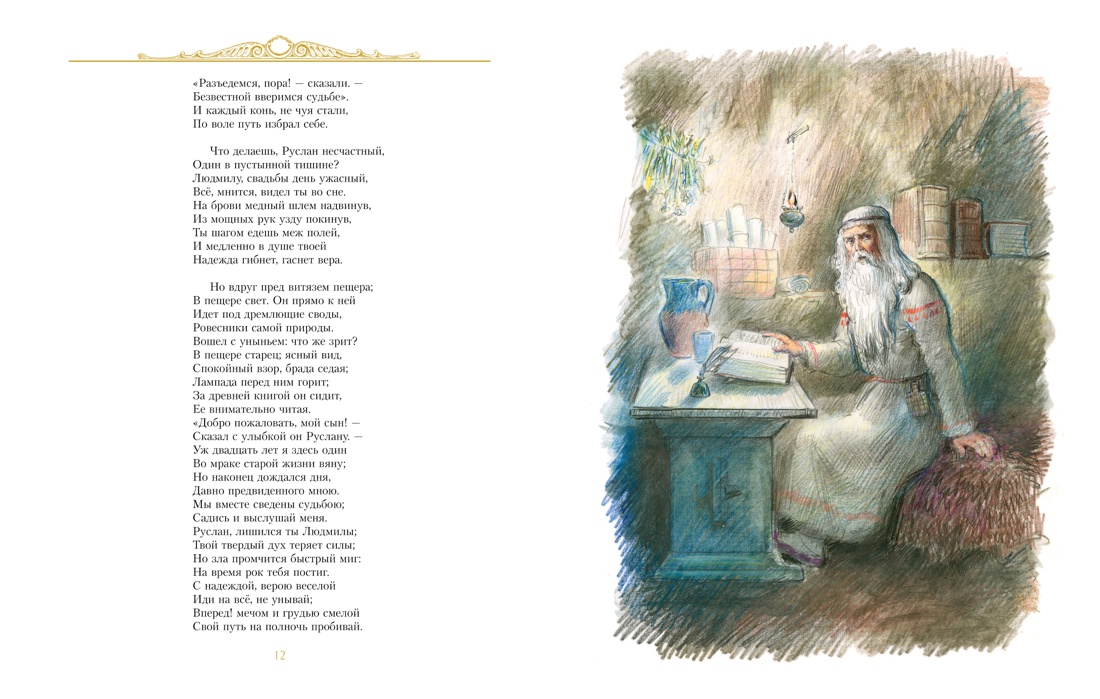 «Разъедемся, пора! — сказали. —
Безвестной вверимся судьбе».
И каждый конь, не чуя стали,
По воле путь избрал себе.
Что делаешь, Руслан несчастный,
Один в пустынной тишине?
Людмилу, свадьбы день ужасный,
Всё, мнится, видел ты во сне.
На брови медный шлем надвинув,
Из мощных рук узду покинув,
Ты шагом едешь меж полей,
И медленно в душе твоей
Надежда гибнет, гаснет вера.
Но вдруг пред витязем пещера;
В пещере свет. Он прямо к ней
Идет под дремлющие своды,
Ровесники самой природы.
Вошел с уныньем: что же зрит?
В пещере старец; ясный вид,
Спокойный взор, брада седая;
Лампада перед ним горит;
За древней книгой он сидит,
Ее внимательно читая.
«Добро пожаловать, мой сын! —
Сказал с улыбкой он Руслану. —
Уж двадцать лет я здесь один
Во мраке старой жизни вяну;
Но наконец дождался дня,
Давно предвиденного мною.
Мы вместе сведены судьбою;
Садись и выслушай меня.
Руслан, лишился ты Людмилы;
Твой твердый дух теряет силы;
Но зла промчится быстрый миг:
На время рок тебя постиг.
С надеждой, верою веселой
Иди на всё, не унывай;
Вперед! мечом и грудью смелой
Свой путь на полночь пробивай.
12